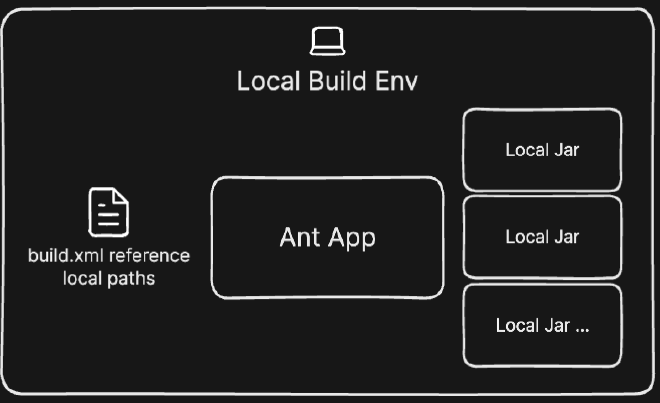 Local Build Env
Local Jar
Ant App
Local Jar
build.xml reference
local paths
Local Jar ...